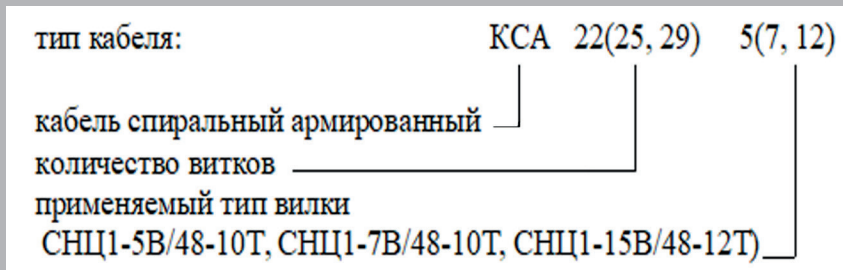 тип кабеля: КСА 22(25, 29) 5(7, 12)
кабель спиральный армированный
количество витков
применяемый тип вилки
СНЦ1-5В/48-10Т, СНЦ1-7В/48-10Т, СНЦ1-15В/48-12Т)